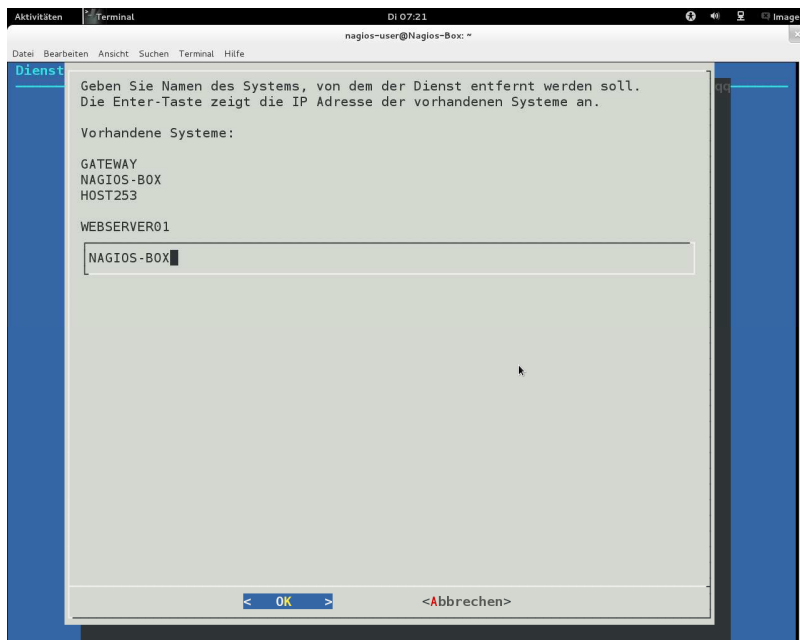 Aktivitäten Terminal Di 07:21 Image
nagios-user@Nagios-Box: ~
Datei Bearbeiten Ansicht Suchen Terminal Hilfe
Dienst
Geben Sie Namen des Systems, von dem der Dienst entfernt werden soll.
Die Enter-Taste zeigt die IP Adresse der vorhandenen Systeme an.
qq
Vorhandene Systeme:
GATEWAY
NAGIOS-BOX
HOST253
WEBSERVER01
NAGIOS-BOX
< OK > <Abbrechen>